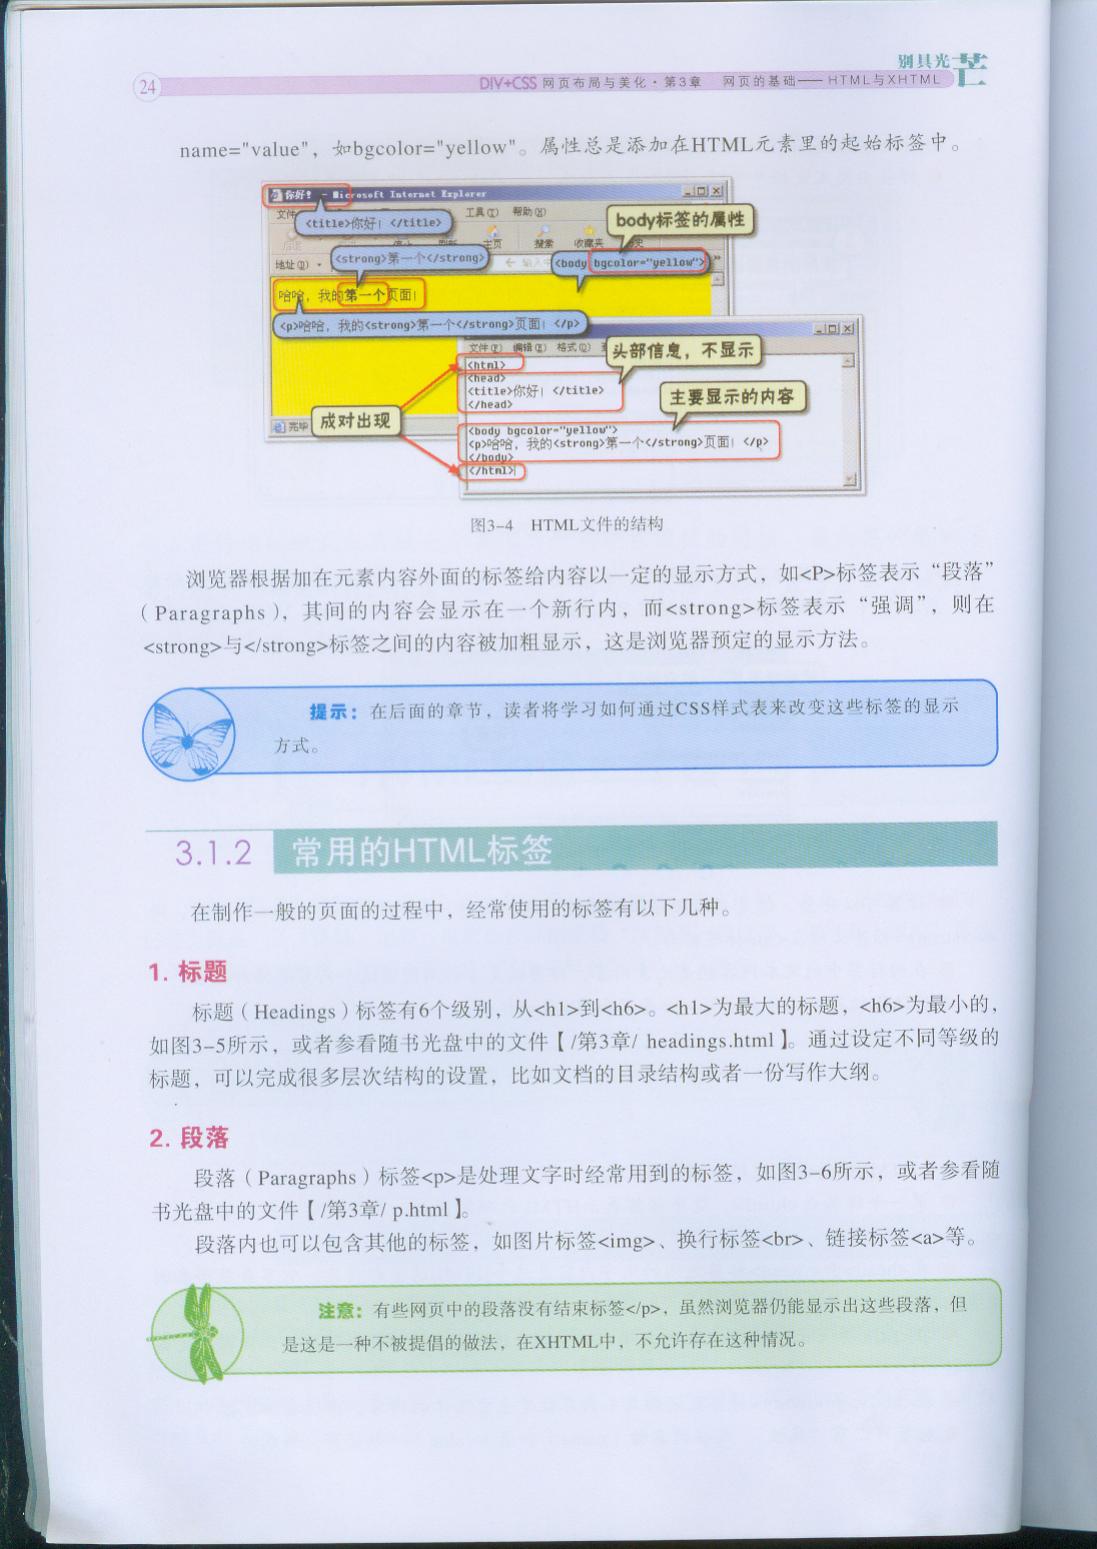 别具光芒
24
DIV+CSS 网页布局与美化·第3章 网页的基础——HTML与XHTML
name="value"，如bgcolor="yellow"。属性总是添加在HTML元素里的起始标签中。
你好！ - Microsoft Internet Explorer
文件
工具(T) 帮助(H)
<title>你好！</title>
body标签的属性
主页 搜索 收藏夹
<strong>第一个</strong>
地址(D)
<body bgcolor="yellow">
哈哈，我的第一个页面！
<p>哈哈，我的<strong>第一个</strong>页面！</p>
文件(F) 编辑(E) 格式(O)
头部信息，不显示
<html>
<head>
<title>你好！</title>
</head>
主要显示的内容
成对出现
完毕
<body bgcolor="yellow">
<p>哈哈，我的<strong>第一个</strong>页面！</p>
</body>
</html>
图3-4 HTML文件的结构
浏览器根据加在元素内容外面的标签给内容以一定的显示方式，如<P>标签表示“段落”
（Paragraphs），其间的内容会显示在一个新行内，而<strong>标签表示“强调”，则在
<strong>与</strong>标签之间的内容被加粗显示，这是浏览器预定的显示方法。
提示：在后面的章节，读者将学习如何通过CSS样式表来改变这些标签的显示
方式。
3.1.2 常用的HTML标签
在制作一般的页面的过程中，经常使用的标签有以下几种。
1. 标题
标题（Headings）标签有6个级别，从<h1>到<h6>。<h1>为最大的标题，<h6>为最小的，
如图3-5所示，或者参看随书光盘中的文件【/第3章/ headings.html】。通过设定不同等级的
标题，可以完成很多层次结构的设置，比如文档的目录结构或者一份写作大纲。
2. 段落
段落（Paragraphs）标签<p>是处理文字时经常用到的标签，如图3-6所示，或者参看随
书光盘中的文件【/第3章/ p.html】。
段落内也可以包含其他的标签，如图片标签<img>、换行标签<br>、链接标签<a>等。
注意：有些网页中的段落没有结束标签</p>，虽然浏览器仍能显示出这些段落，但
是这是一种不被提倡的做法，在XHTML中，不允许存在这种情况。